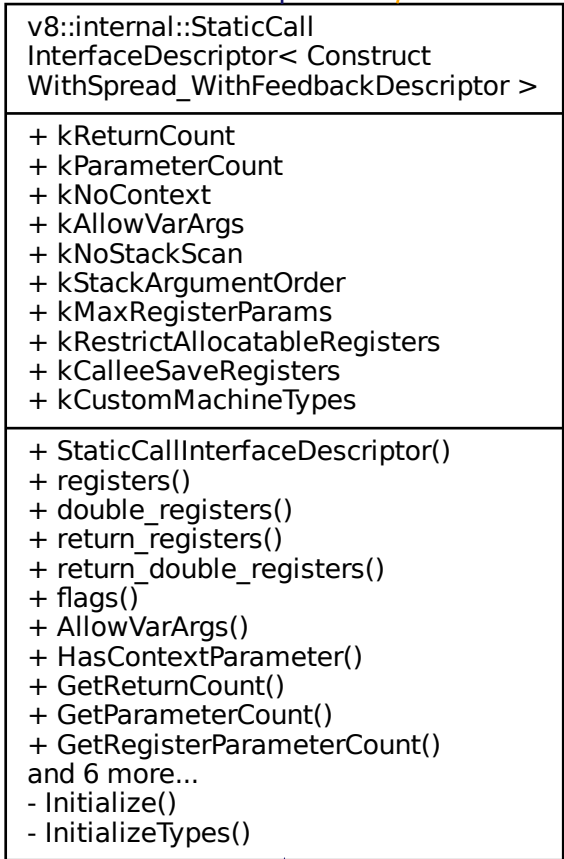 v8::internal::StaticCall
InterfaceDescriptor< Construct
WithSpread_WithFeedbackDescriptor >
+ kReturnCount
+ kParameterCount
+ kNoContext
+ kAllowVarArgs
+ kNoStackScan
+ kStackArgumentOrder
+ kMaxRegisterParams
+ kRestrictAllocatableRegisters
+ kCalleeSaveRegisters
+ kCustomMachineTypes
+ StaticCallInterfaceDescriptor()
+ registers()
+ double_registers()
+ return_registers()
+ return_double_registers()
+ flags()
+ AllowVarArgs()
+ HasContextParameter()
+ GetReturnCount()
+ GetParameterCount()
+ GetRegisterParameterCount()
and 6 more...
- Initialize()
- InitializeTypes()